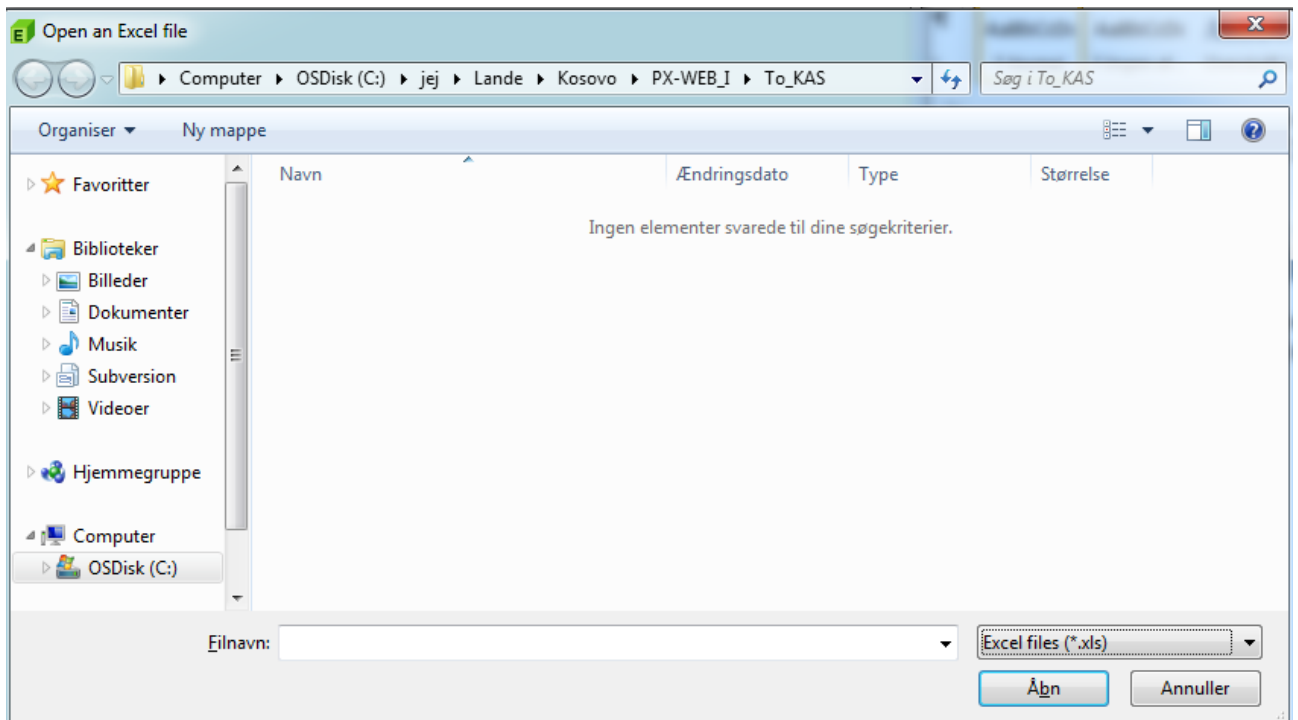 Open an Excel file
Computer OSDisk (C:) jej Lande Kosovo PX-WEB_I To_KAS
Søg i To_KAS
Organiser Ny mappe
Navn Ændringsdato Type Størrelse
Ingen elementer svarede til dine søgekriterier.
Favoritter
Biblioteker
Billeder
Dokumenter
Musik
Subversion
Videoer
Hjemmegruppe
Computer
OSDisk (C:)
Filnavn:
Excel files (*.xls)
Åbn Annuller